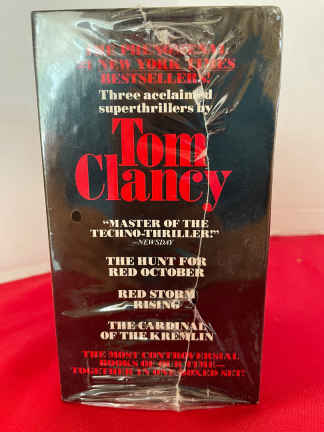 THE PHENOMENAL
#1 NEW YORK TIMES
BESTSELLERS!
Three acclaimed
superthrillers by
Tom
Clancy
"MASTER OF THE
TECHNO-THRILLER!"
—NEWSDAY
THE HUNT FOR
RED OCTOBER
RED STORM
RISING
THE CARDINAL
OF THE KREMLIN
THE MOST CONTROVERSIAL
BOOKS OF OUR TIME—
TOGETHER IN ONE BOXED SET!